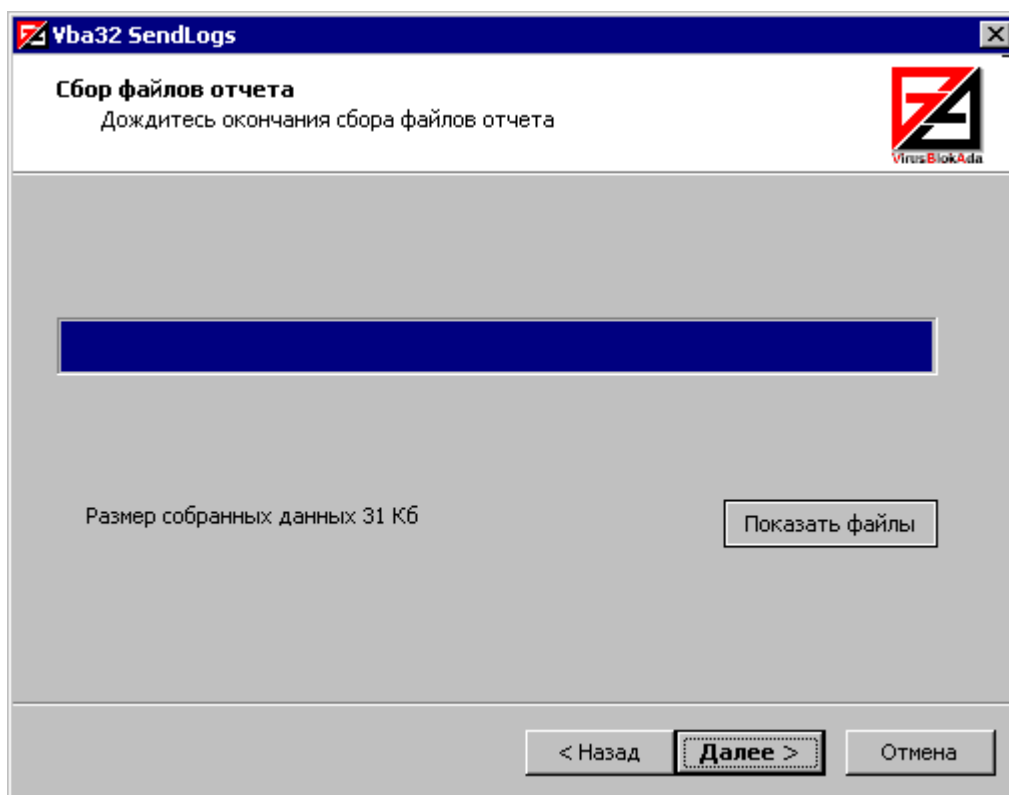 Vba32 SendLogs
Сбор файлов отчета
Дождитесь окончания сбора файлов отчета
VirusBlokAda
Размер собранных данных 31 Кб
Показать файлы
< Назад
Далее >
Отмена